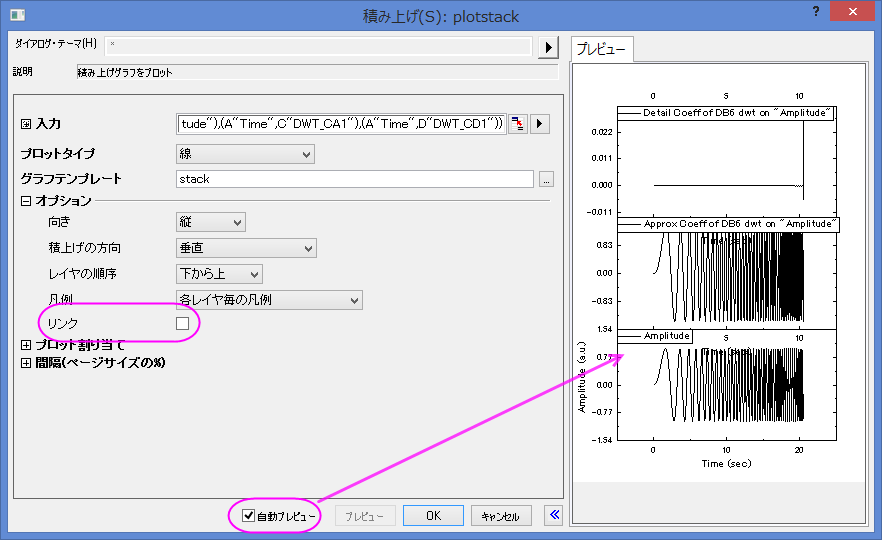 積み上げ(S): plotstack
?
ダイアログ・テーマ(H) *
説明 積み上げグラフをプロット
入力 tude"),(A"Time",C"DWT_CA1"),(A"Time",D"DWT_CD1"))
プロットタイプ 線
グラフテンプレート stack ...
オプション
向き 縦
積上げの方向 垂直
レイヤの順序 下から上
凡例 各レイヤ毎の凡例
リンク
プロット割り当て
間隔(ページサイズの%)
自動プレビュー プレビュー OK キャンセル
プレビュー
0 5 10
Detail Coeff of DB6 dwt on "Amplitude"
0.022
0.011
0.000
-0.011
Approx Coeff of DB6 dwt on "Amplitude"
0.83
Time (sec)
0.00
-0.83
1.54
0 5 10
Amplitude
0.77
Time (sec)
0.00
-0.77
-1.54
Amplitude (a.u.)
0 10 20
Time (sec)